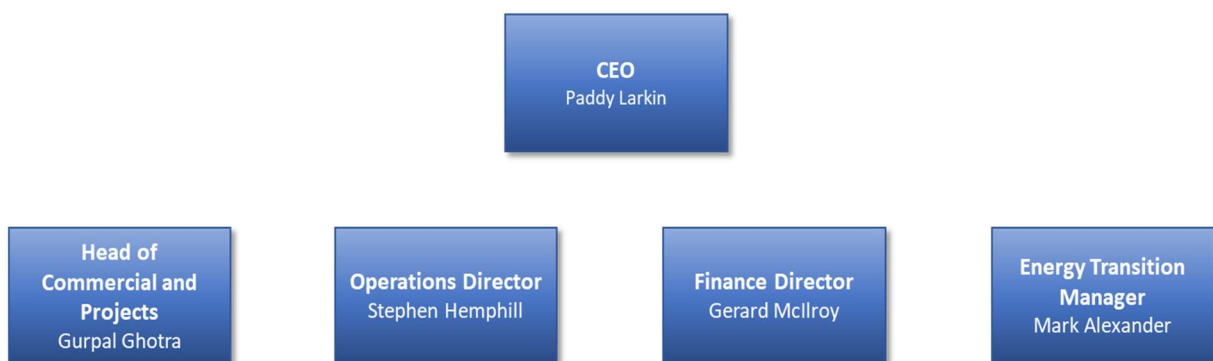 CEO
Paddy Larkin
Head of
Commercial and
Projects
Gurpal Ghotra
Operations Director
Stephen Hemphill
Finance Director
Gerard McIlroy
Energy Transition
Manager
Mark Alexander